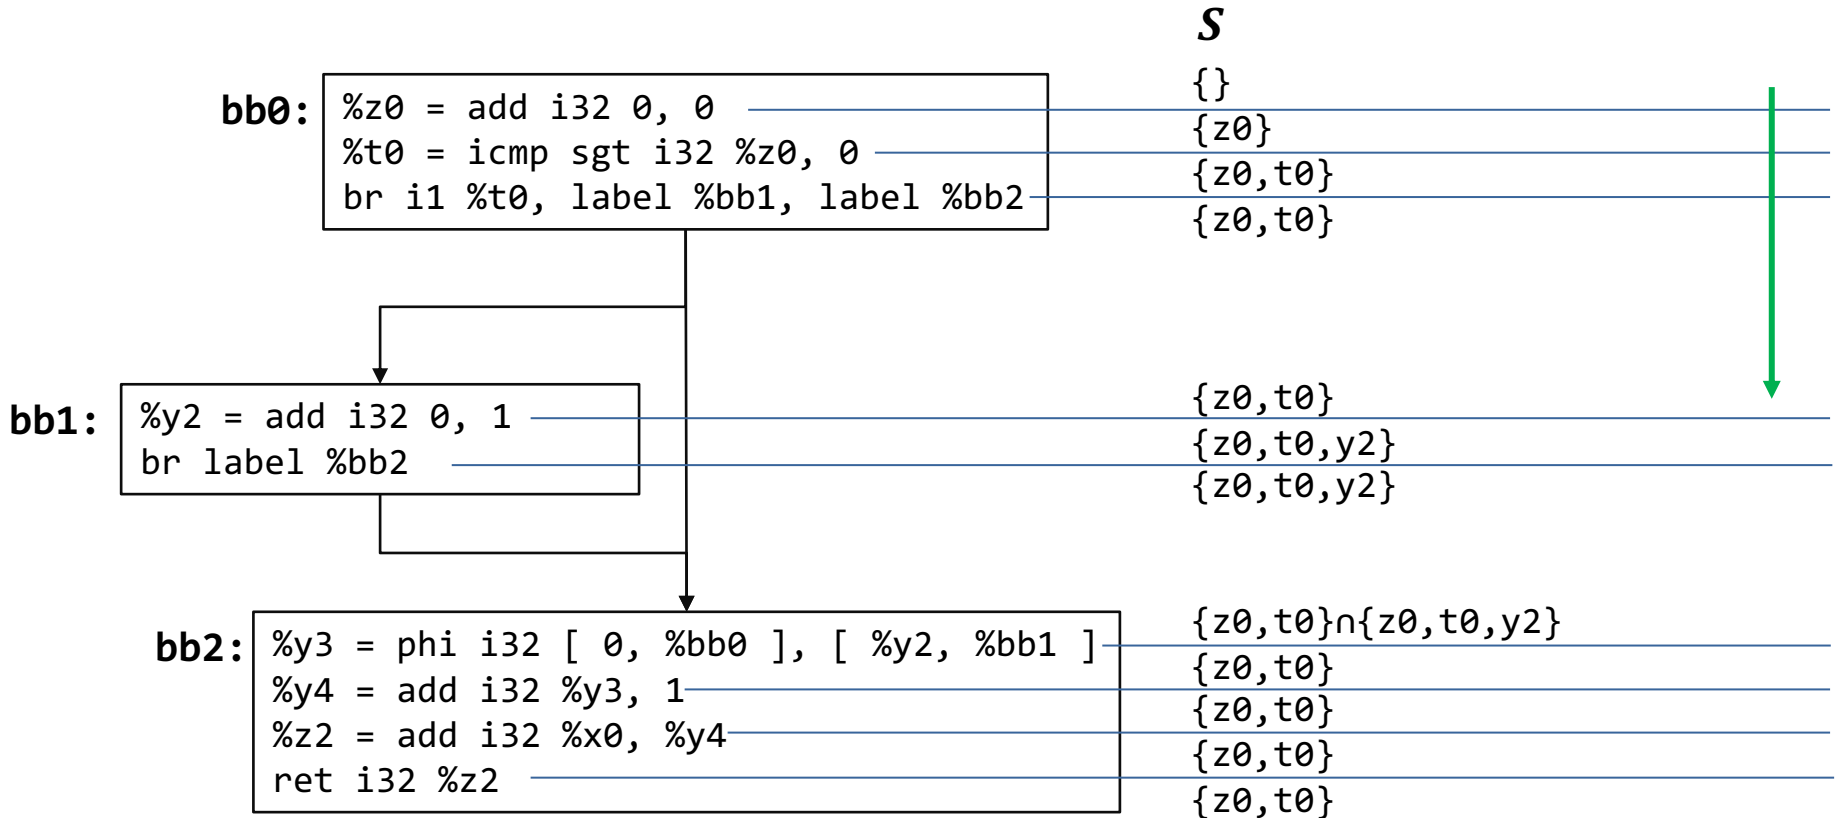 S
bb0:
%z0 = add i32 0, 0
%t0 = icmp sgt i32 %z0, 0
br i1 %t0, label %bb1, label %bb2
{}
{z0}
{z0,t0}
{z0,t0}
bb1:
%y2 = add i32 0, 1
br label %bb2
{z0,t0}
{z0,t0,y2}
{z0,t0,y2}
bb2:
%y3 = phi i32 [ 0, %bb0 ], [ %y2, %bb1 ]
%y4 = add i32 %y3, 1
%z2 = add i32 %x0, %y4
ret i32 %z2
{z0,t0}∩{z0,t0,y2}
{z0,t0}
{z0,t0}
{z0,t0}
{z0,t0}